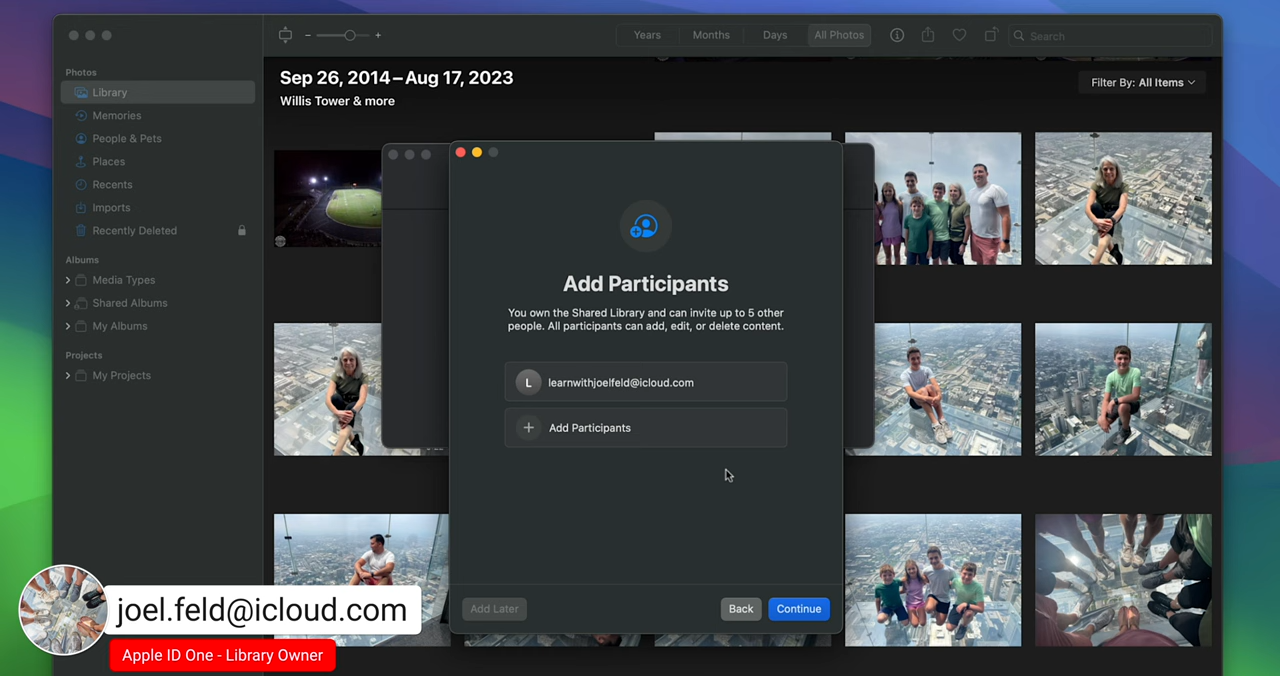 Years
Months
Days
All Photos
Search
Photos
Library
Memories
People & Pets
Places
Recents
Imports
Recently Deleted
Albums
Media Types
Shared Albums
My Albums
Projects
My Projects
Sep 26, 2014 – Aug 17, 2023
Willis Tower & more
Filter By: All Items
Add Participants
You own the Shared Library and can invite up to 5 other
people. All participants can add, edit, or delete content.
L
learnwithjoelfeld@icloud.com
+ Add Participants
Add Later
Back
Continue
joel.feld@icloud.com
Apple ID One - Library Owner